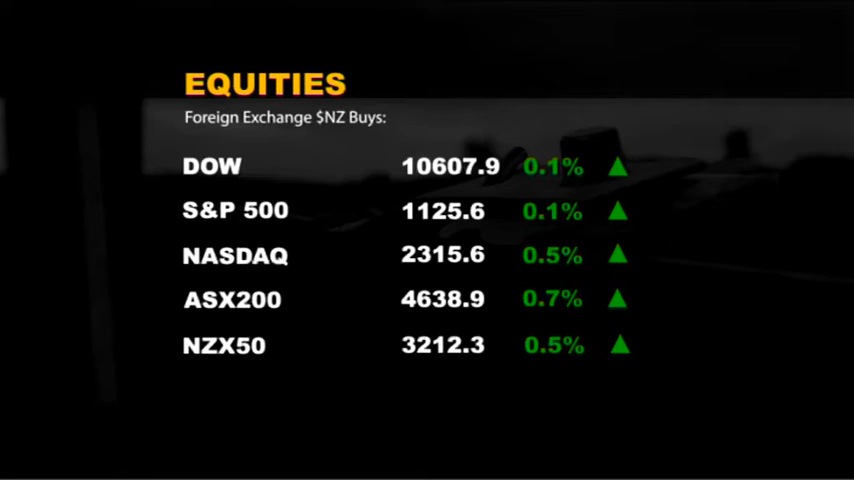 EQUITIES
Foreign Exchange $NZ Buys:
DOW 10607.9 0.1% ▲
S&P 500 1125.6 0.1% ▲
NASDAQ 2315.6 0.5% ▲
ASX200 4638.9 0.7% ▲
NZX50 3212.3 0.5% ▲